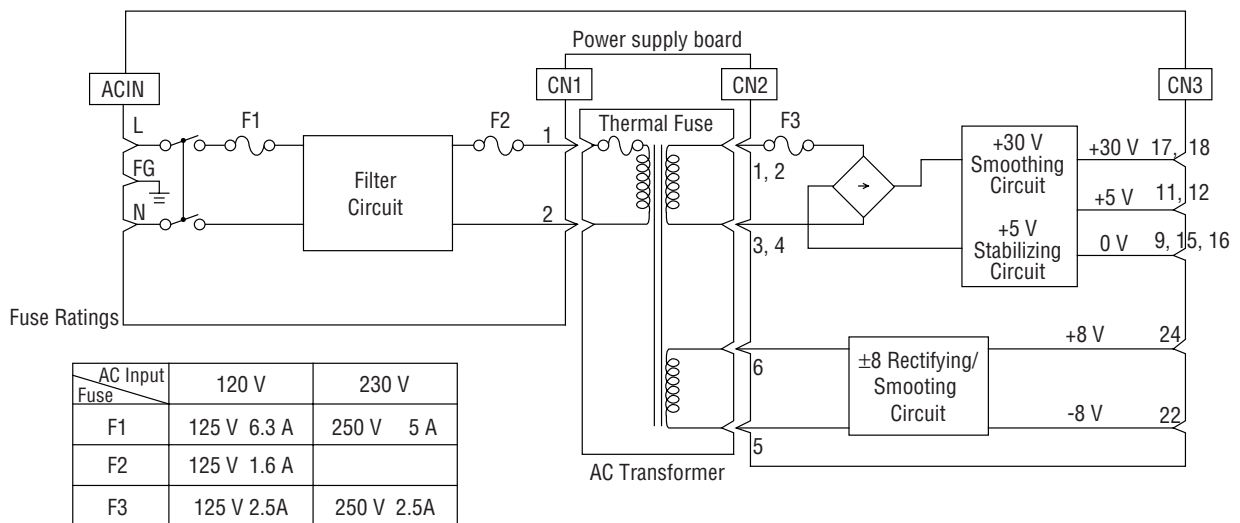 Power supply board
ACIN
CN1
CN2
CN3
L
F1
F2
1
Thermal Fuse
F3
FG
Filter
Circuit
1, 2
+30 V
Smoothing
Circuit
+30 V
17, 18
+5 V
11, 12
N
2
3, 4
+5 V
Stabilizing
Circuit
0 V
9, 15, 16
Fuse Ratings
6
±8 Rectifying/
Smooting
Circuit
+8 V
24
-8 V
22
5
AC Transformer
AC Input
Fuse
120 V
230 V
F1
125 V 6.3 A
250 V 5 A
F2
125 V 1.6 A
F3
125 V 2.5A
250 V 2.5A